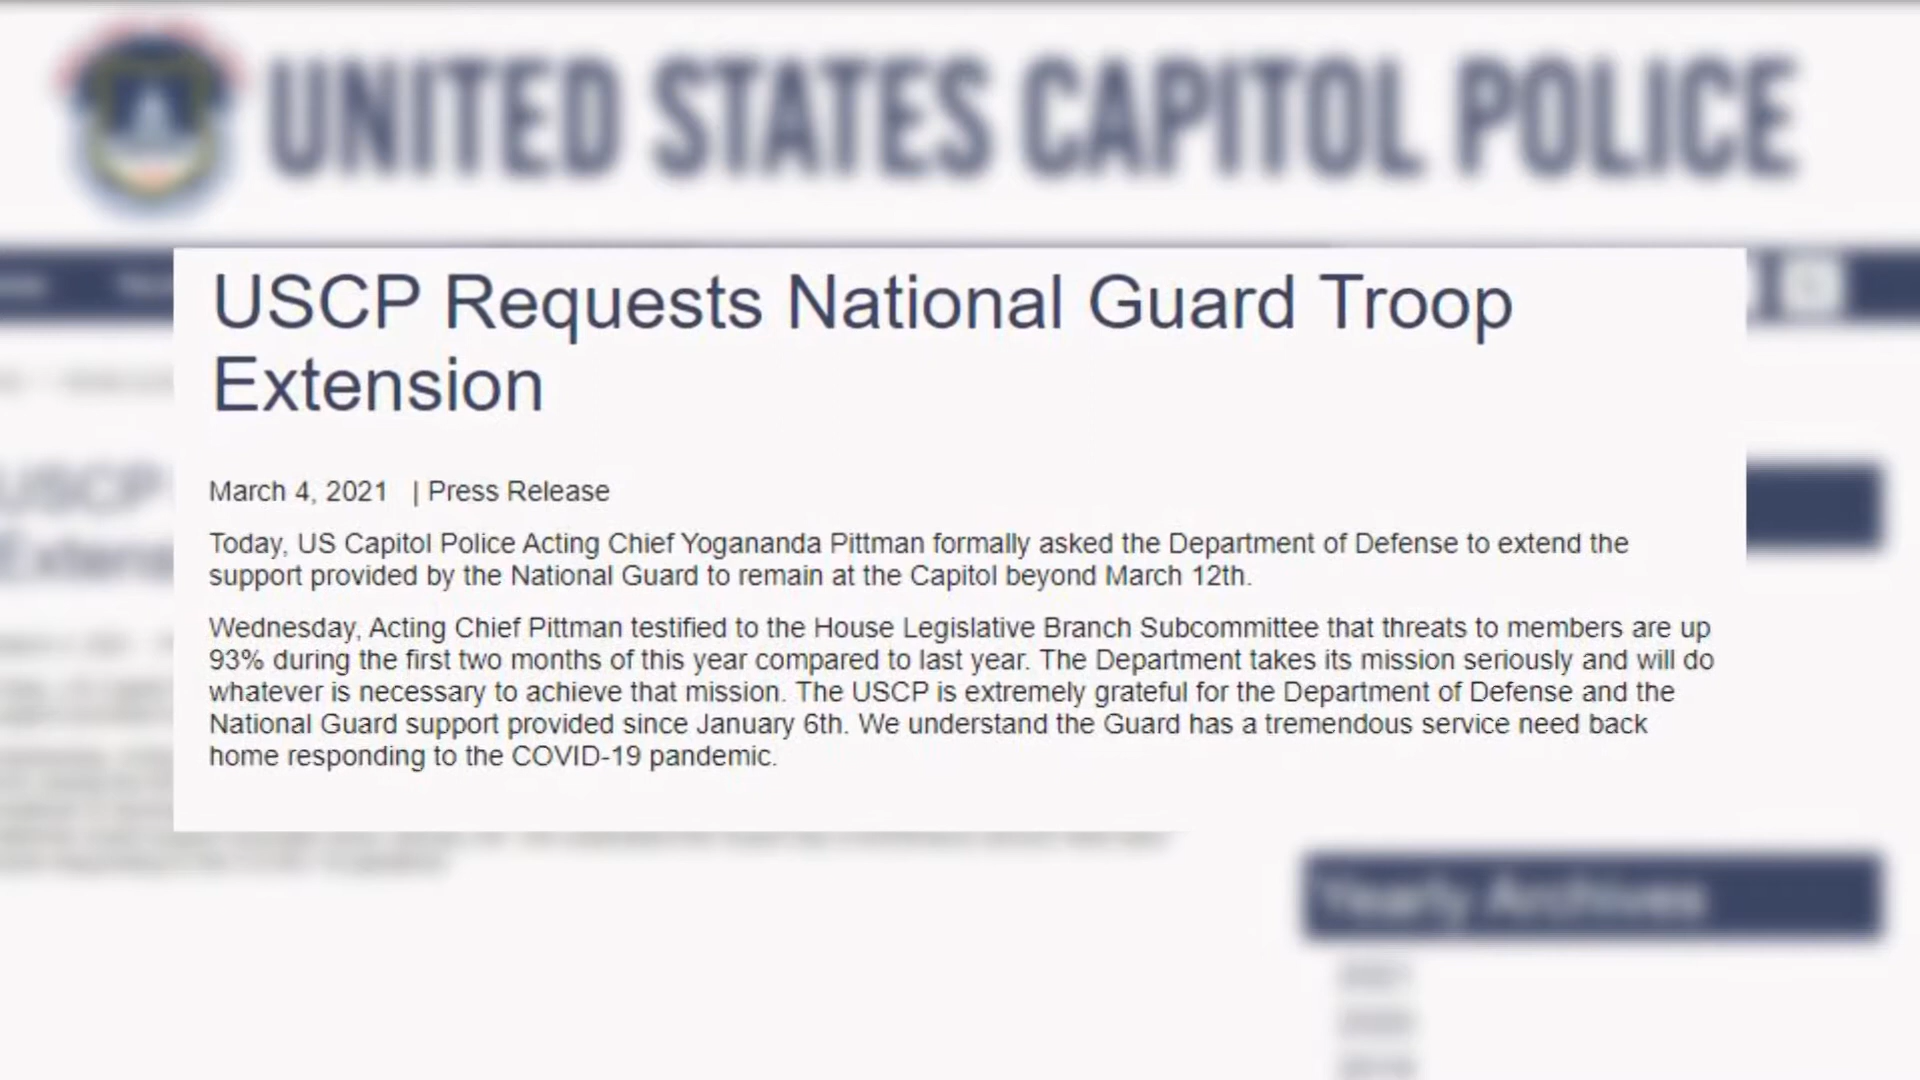 UNITED STATES CAPITOL POLICE
USCP Requests National Guard Troop
Extension
March 4, 2021 | Press Release
Today, US Capitol Police Acting Chief Yogananda Pittman formally asked the Department of Defense to extend the
support provided by the National Guard to remain at the Capitol beyond March 12th.
Wednesday, Acting Chief Pittman testified to the House Legislative Branch Subcommittee that threats to members are up
93% during the first two months of this year compared to last year. The Department takes its mission seriously and will do
whatever is necessary to achieve that mission. The USCP is extremely grateful for the Department of Defense and the
National Guard support provided since January 6th. We understand the Guard has a tremendous service need back
home responding to the COVID-19 pandemic.
USCP
Yearly Archives
2021
2020
2019